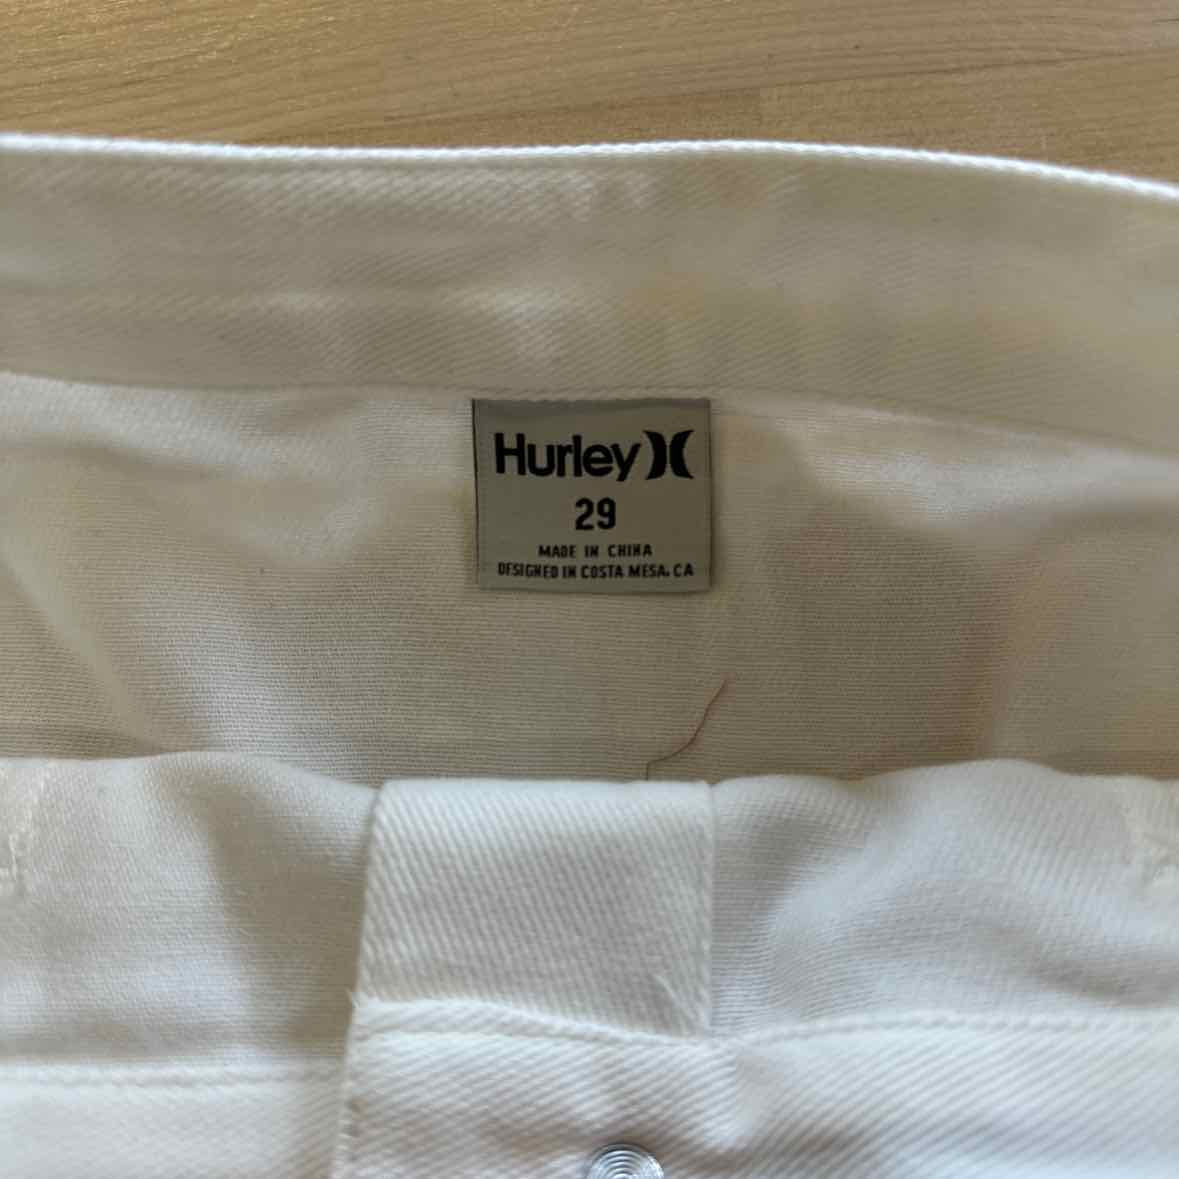 Hurley
29
MADE IN CHINA
DESIGNED IN COSTA MESA, CA